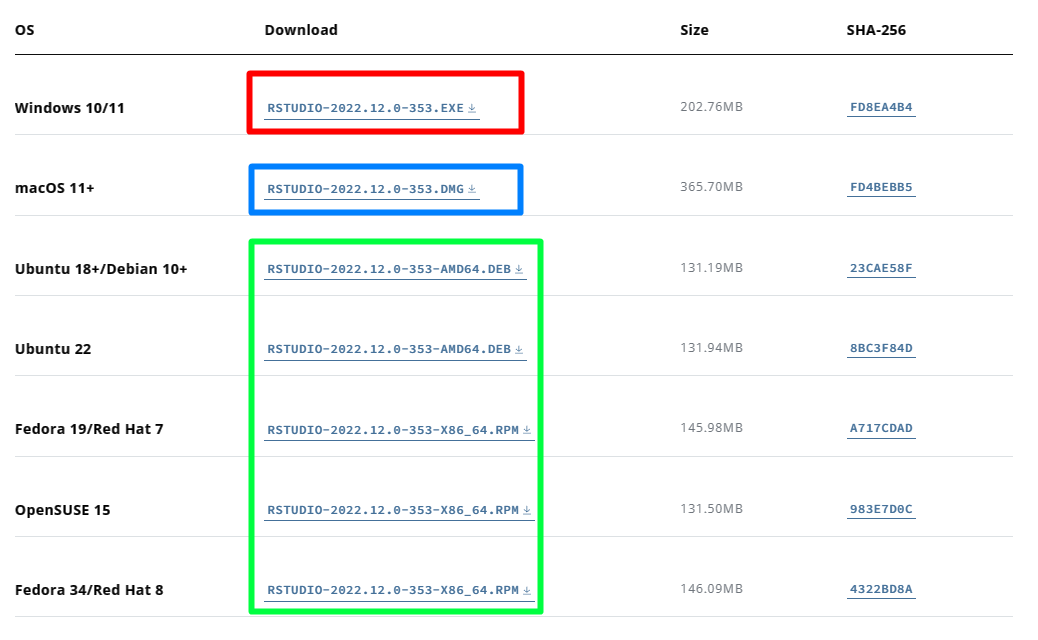 OS Download Size SHA-256
Windows 10/11 RSTUDIO-2022.12.0-353.EXE 202.76MB FD8EA4B4
macOS 11+ RSTUDIO-2022.12.0-353.DMG 365.70MB FD4BEBB5
Ubuntu 18+/Debian 10+ RSTUDIO-2022.12.0-353-AMD64.DEB 131.19MB 23CAE58F
Ubuntu 22 RSTUDIO-2022.12.0-353-AMD64.DEB 131.94MB 8BC3F84D
Fedora 19/Red Hat 7 RSTUDIO-2022.12.0-353-X86_64.RPM 145.98MB A717CDAD
OpenSUSE 15 RSTUDIO-2022.12.0-353-X86_64.RPM 131.50MB 983E7D0C
Fedora 34/Red Hat 8 RSTUDIO-2022.12.0-353-X86_64.RPM 146.09MB 4322BD8A